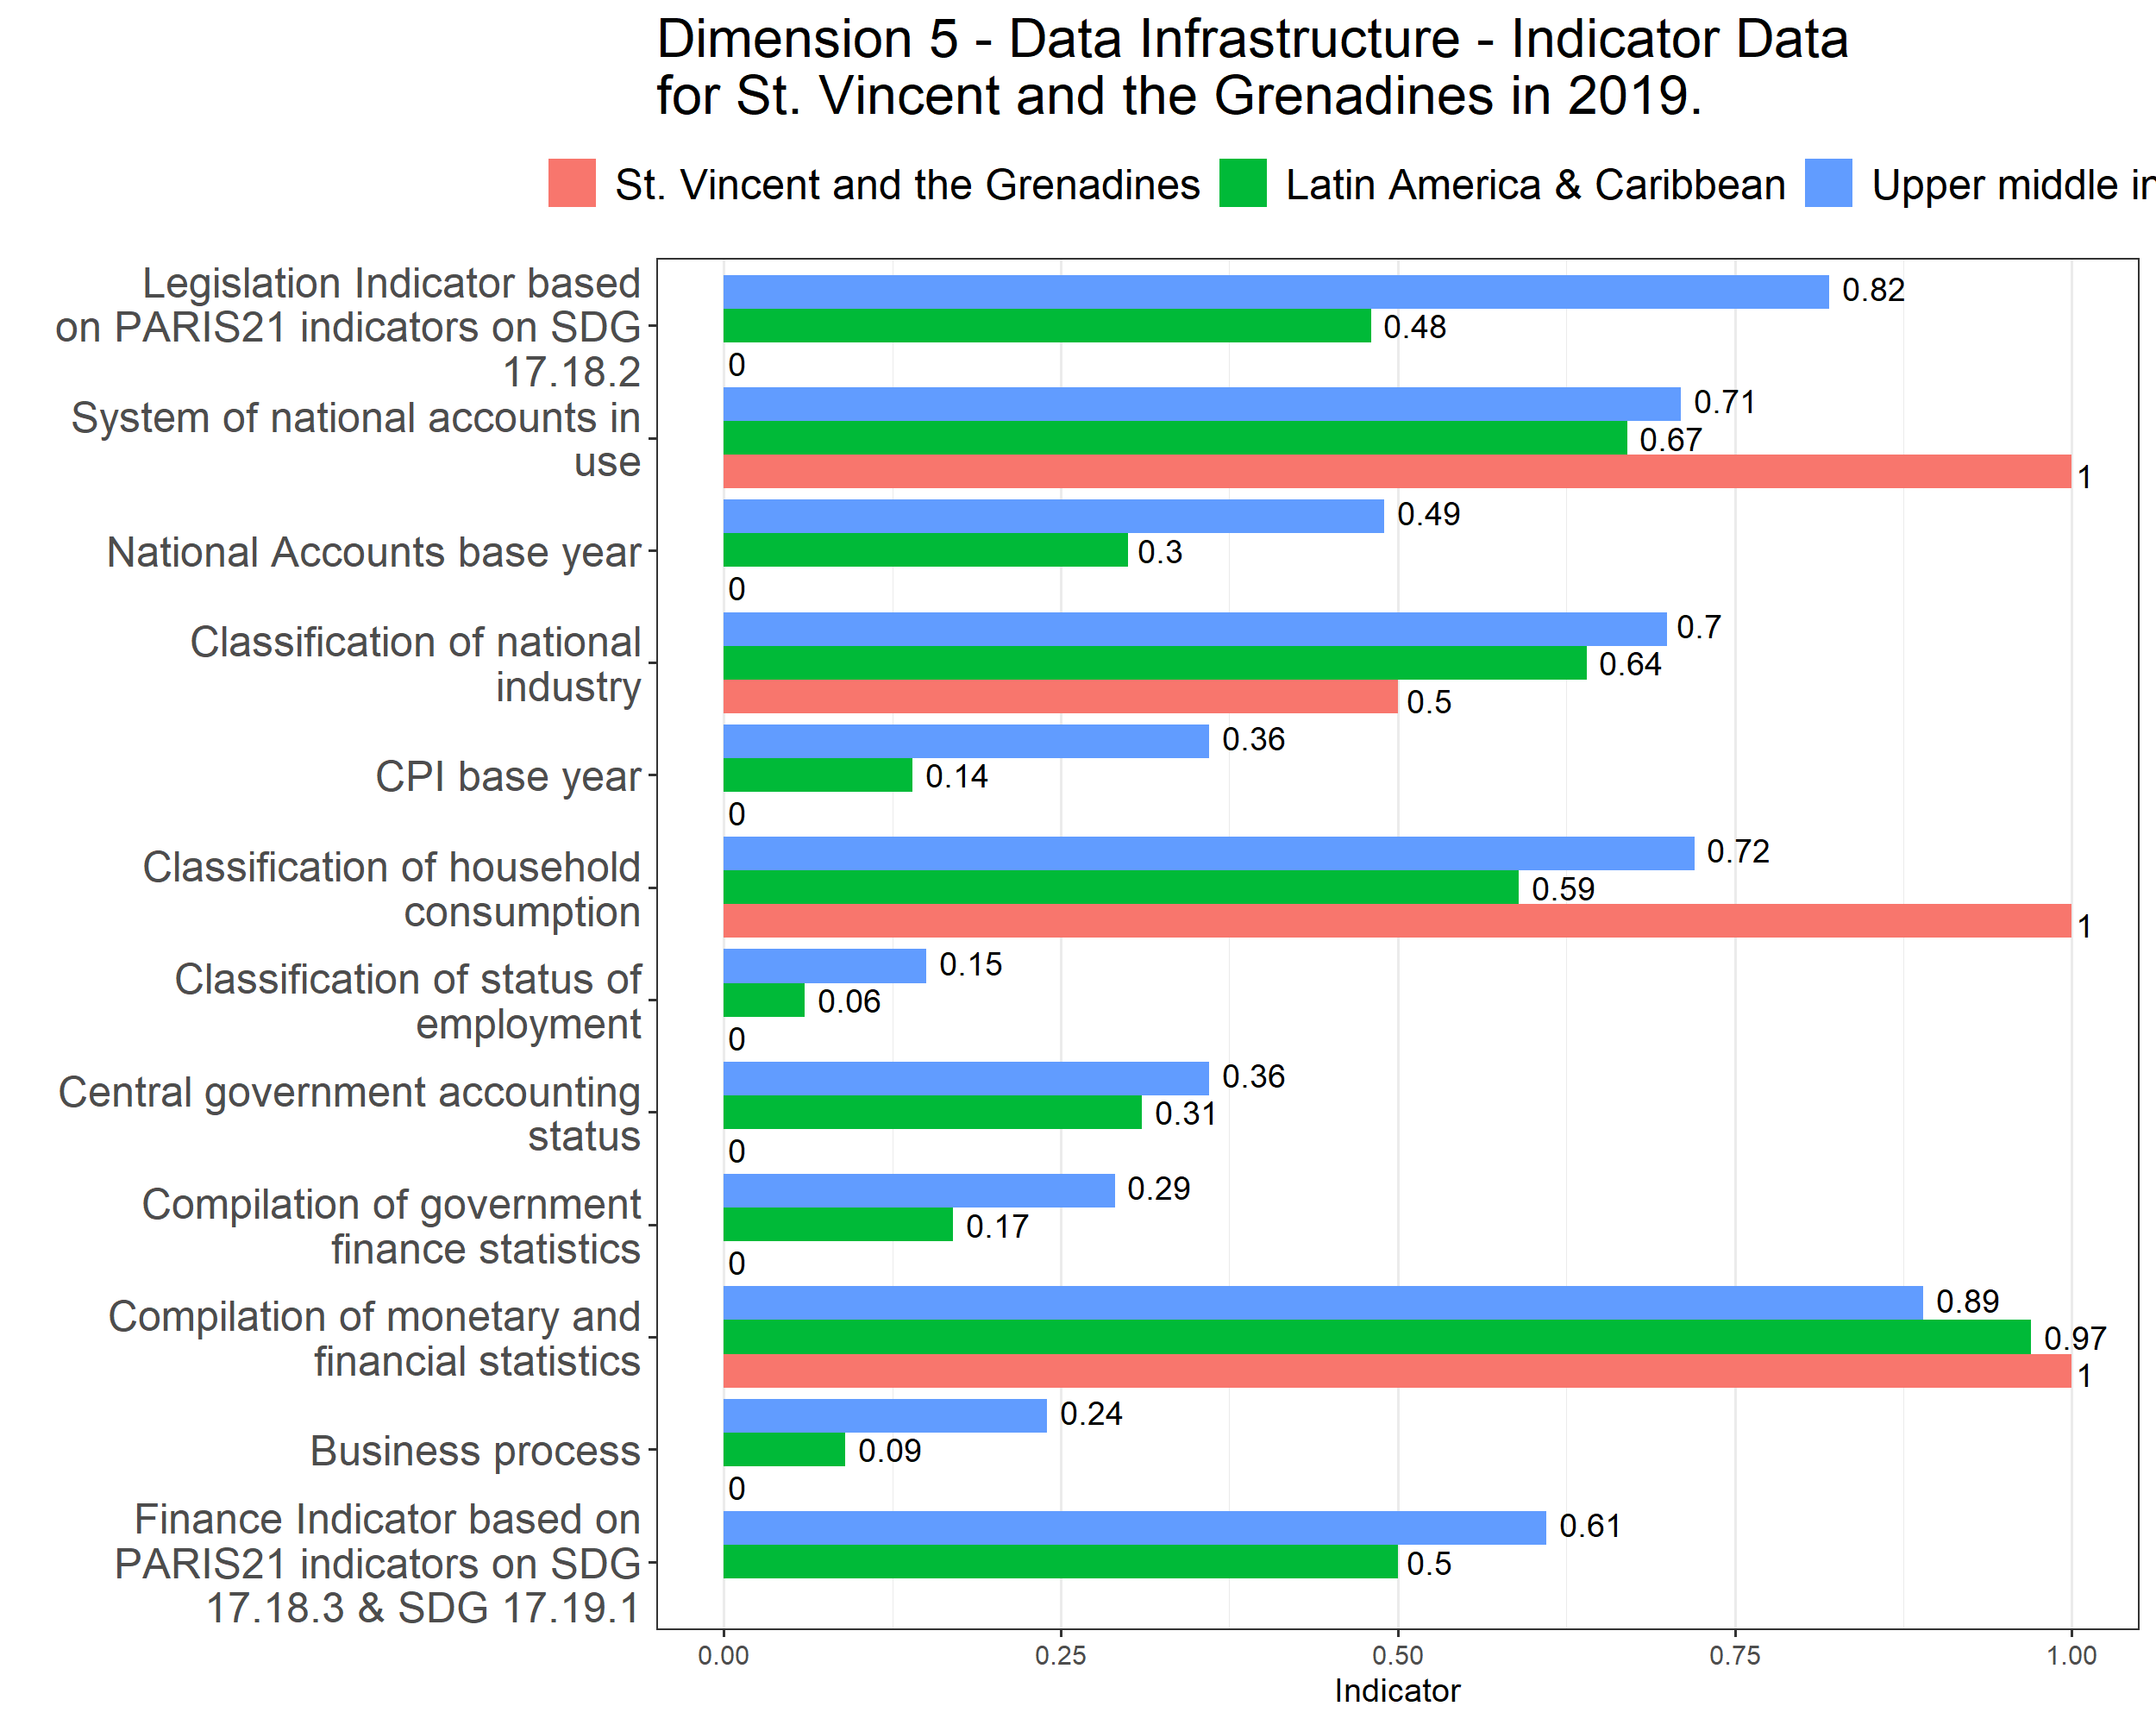 Dimension 5 - Data Infrastructure - Indicator Data
for St. Vincent and the Grenadines in 2019.
St. Vincent and the Grenadines
Latin America & Caribbean
Upper middle
Legislation Indicator based
on PARIS21 indicators on SDG
17.18.2
0.82
0.48
0
System of national accounts in
use
0.71
0.67
1
National Accounts base year
0.49
0.3
0
Classification of national
industry
0.7
0.64
0.5
CPI base year
0.36
0.14
0
Classification of household
consumption
0.72
0.59
1
Classification of status of
employment
0.15
0.06
0
Central government accounting
status
0.36
0.31
0
Compilation of government
finance statistics
0.29
0.17
0
Compilation of monetary and
financial statistics
0.89
0.97
1
Business process
0.24
0.09
0
Finance Indicator based on
PARIS21 indicators on SDG
17.18.3 & SDG 17.19.1
0.61
0.5
0.00
0.25
0.50
0.75
1.00
Indicator